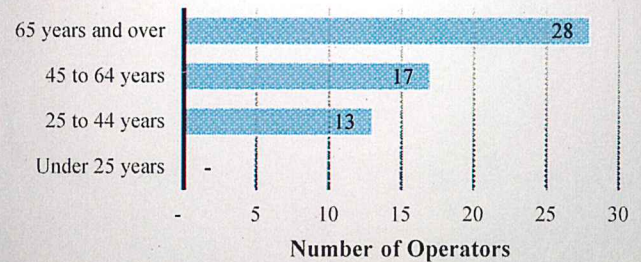 65 years and over 28
45 to 64 years 17
25 to 44 years 13
Under 25 years -
- 5 10 15 20 25 30
Number of Operators